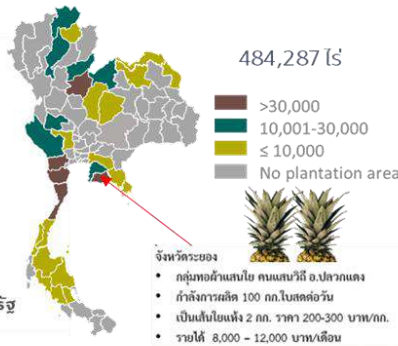 484,287 ไร่
>30,000
10,001-30,000
≤ 10,000
No plantation area
จังหวัดระยอง
• กลุ่มทอผ้าแสนใย คนแสนวิถี อ.ปลวกแดง
• กำลังการผลิต 100 กก.ใบสดต่อวัน
• เป็นเส้นใยแห้ง 2 กก. ราคา 200-300 บาท/กก.
• รายได้ 8,000 – 12,000 บาท/เดือน
รัฐ